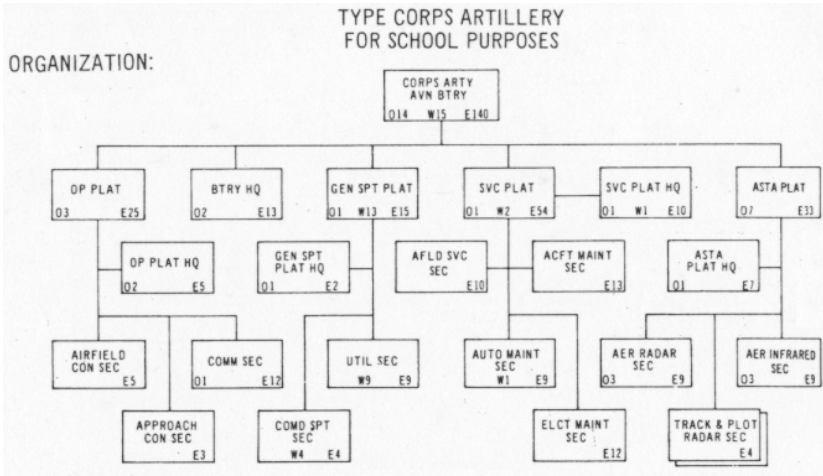 TYPE CORPS ARTILLERY
FOR SCHOOL PURPOSES
ORGANIZATION:
CORPS ARTY
AVN BTRY
O14 W15 E140
OP PLAT
O3 E25
BTRY HQ
O2 E13
GEN SPT PLAT
O1 W13 E15
SVC PLAT
O1 W2 E54
SVC PLAT HQ
O1 W1 E10
ASTA PLAT
O7 E33
OP PLAT HQ
O2 E5
GEN SPT
PLAT HQ
O1 E2
AFLD SVC
SEC
E10
ACFT MAINT
SEC
E13
ASTA
PLAT HQ
O1 E7
AIRFIELD
CON SEC
E5
COMM SEC
O1 E12
UTIL SEC
W9 E9
AUTO MAINT
SEC
W1 E9
AER RADAR
SEC
O3 E9
AER INFRARED
SEC
O3 E9
APPROACH
CON SEC
E3
COMD SPT
SEC
W4 E4
ELCT MAINT
SEC
E12
TRACK & PLOT
RADAR SEC
E4